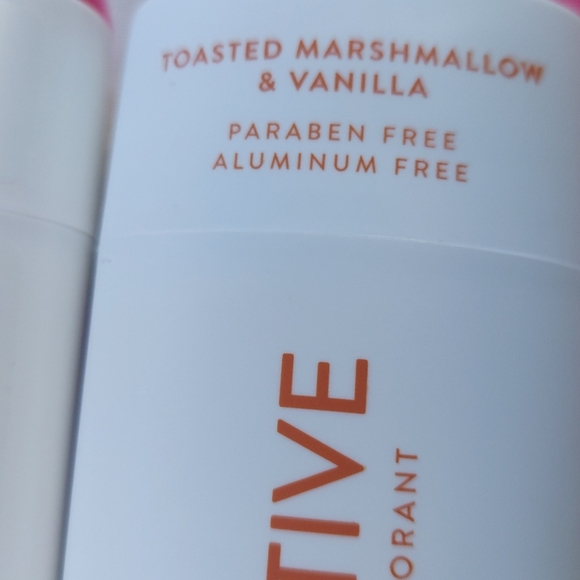 TOASTED MARSHMALLOW
& VANILLA
PARABEN FREE
ALUMINUM FREE
TIVE
ORANT